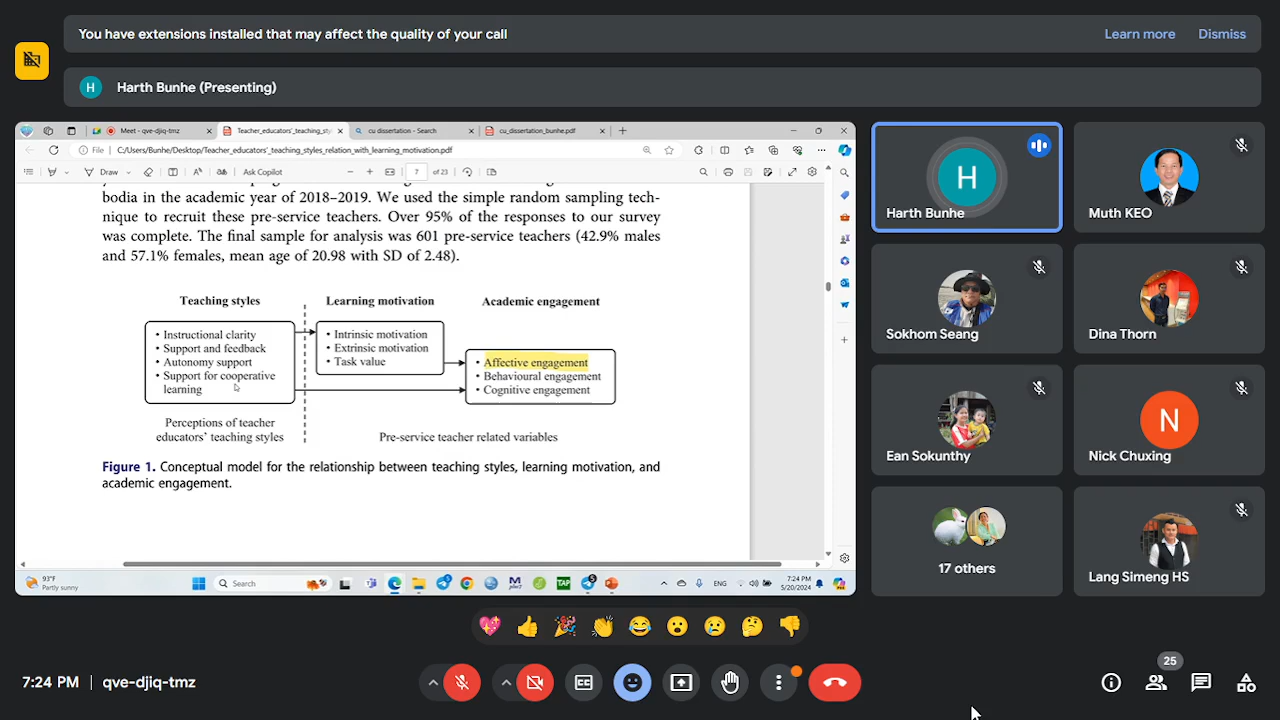 You have extensions installed that may affect the quality of your call
Learn more
Dismiss
H
Harth Bunhe (Presenting)
Meet - qve-djiq-tmz
Teacher_educators'_teaching_sty
cu dissertation - Search
cu_dissertation_bunhe.pdf
File
C:/Users/Bunhe/Desktop/Teacher_educators'_teaching_styles_relation_with_learning_motivation.pdf
Draw
Ask Copilot
7
of 23
bodia in the academic year of 2018–2019. We used the simple random sampling tech-
nique to recruit these pre-service teachers. Over 95% of the responses to our survey
was complete. The final sample for analysis was 601 pre-service teachers (42.9% males
and 57.1% females, mean age of 20.98 with SD of 2.48).
Teaching styles
Learning motivation
Academic engagement
• Instructional clarity
• Support and feedback
• Autonomy support
• Support for cooperative
learning
• Intrinsic motivation
• Extrinsic motivation
• Task value
• Affective engagement
• Behavioural engagement
• Cognitive engagement
Perceptions of teacher
educators' teaching styles
Pre-service teacher related variables
Figure 1. Conceptual model for the relationship between teaching styles, learning motivation, and
academic engagement.
93°F
Partly sunny
Search
TAP
5
ENG
7:24 PM
5/20/2024
H
Harth Bunhe
Muth KEO
Sokhom Seang
Dina Thorn
Ean Sokunthy
N
Nick Chuxing
17 others
Lang Simeng HS
7:24 PM | qve-djiq-tmz
25